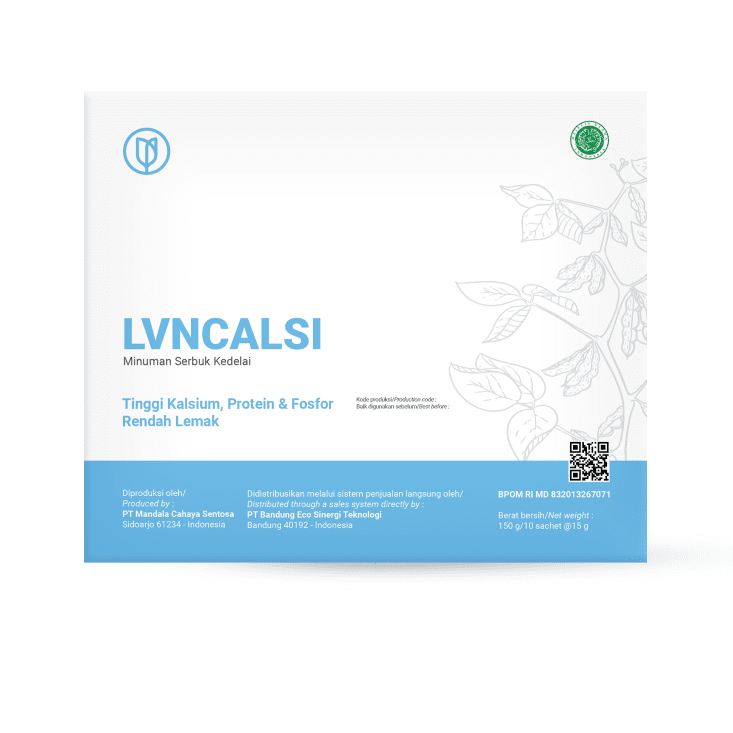 LVNCALSI
Minuman Serbuk Kedelai
Tinggi Kalsium, Protein & Fosfor
Rendah Lemak
Kode produksi/Production code :
Baik digunakan sebelum/Best before :
Diproduksi oleh/
Produced by :
PT Mandala Cahaya Sentosa
Sidoarjo 61234 - Indonesia
Didistribusikan melalui sistem penjualan langsung oleh/
Distributed through a sales system directly by :
PT Bandung Eco Sinergi Teknologi
Bandung 40192 - Indonesia
BPOM RI MD 832013267071
Berat bersih/Net weight :
150 g/10 sachet @15 g